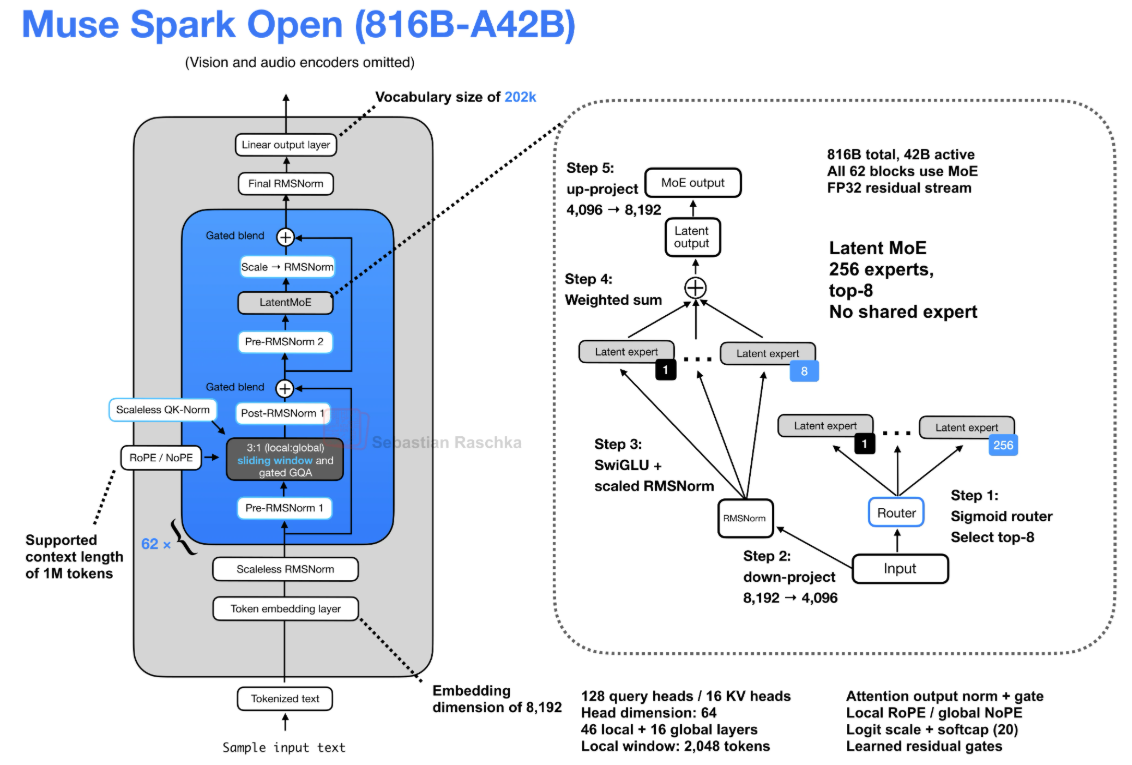 Muse Spark Open (816B-A42B)
(Vision and audio encoders omitted)
Vocabulary size of 202k
Linear output layer
Final RMSNorm
Gated blend
Scale → RMSNorm
LatentMoE
Pre-RMSNorm 2
Gated blend
Scaleless QK-Norm
Post-RMSNorm 1
Sebastian Raschka
RoPE / NoPE
3:1 (local:global)
sliding window and
gated GQA
Pre-RMSNorm 1
Supported
context length
of 1M tokens
62 ×
Scaleless RMSNorm
Token embedding layer
Tokenized text
Sample input text
Embedding
dimension of 8,192
Step 5:
up-project
4,096 → 8,192
MoE output
Latent
output
Step 4:
Weighted sum
Latent expert
1
Latent expert
8
Step 3:
SwiGLU +
scaled RMSNorm
RMSNorm
Step 2:
down-project
8,192 → 4,096
816B total, 42B active
All 62 blocks use MoE
FP32 residual stream
Latent MoE
256 experts,
top-8
No shared expert
Latent expert
1
Latent expert
256
Router
Step 1:
Sigmoid router
Select top-8
Input
128 query heads / 16 KV heads
Head dimension: 64
46 local + 16 global layers
Local window: 2,048 tokens
Attention output norm + gate
Local RoPE / global NoPE
Logit scale + softcap (20)
Learned residual gates